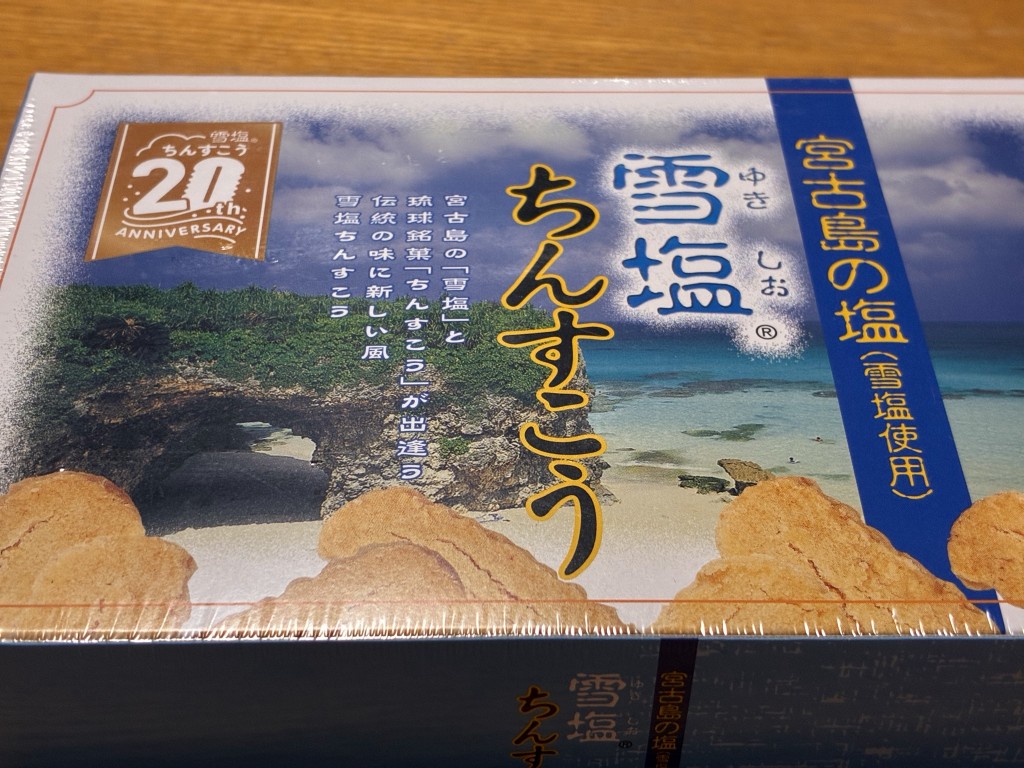 宮古島の塩(雪塩使用)
雪塩®
ゆき しお
ちんすこう
宮古島の「雪塩」と
琉球銘菓「ちんすこう」が出逢う
伝統の味に新しい風
雪塩ちんすこう
雪塩®
ちんすこう
20th
ANNIVERSARY
宮古島の塩
雪塩®
ちんす